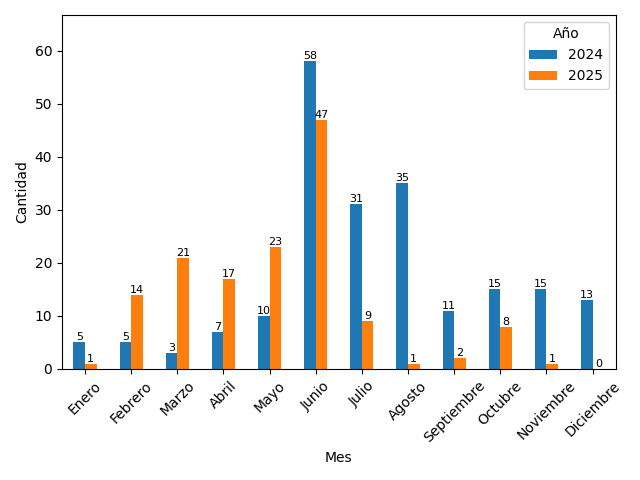 Año
2024
2025
Cantidad
60
50
40
30
20
10
0
5 1 5 14 3 21 7 17 10 23 58 47 31 9 35 1 11 2 15 8 15 1 13 0
Enero Febrero Marzo Abril Mayo Junio Julio Agosto Septiembre Octubre Noviembre Diciembre
Mes